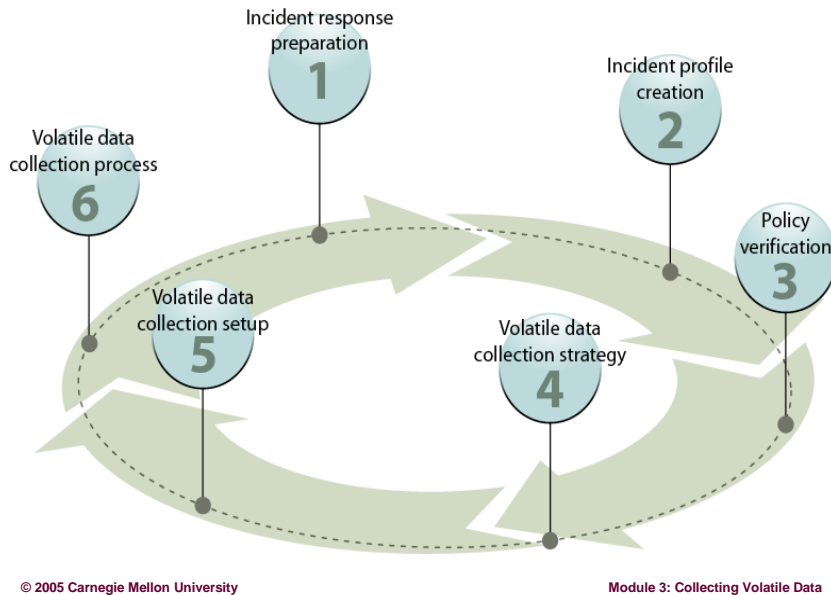 Incident response
preparation
1
Incident profile
creation
2
Policy
verification
3
Volatile data
collection strategy
4
Volatile data
collection setup
5
Volatile data
collection process
6
© 2005 Carnegie Mellon University
Module 3: Collecting Volatile Data